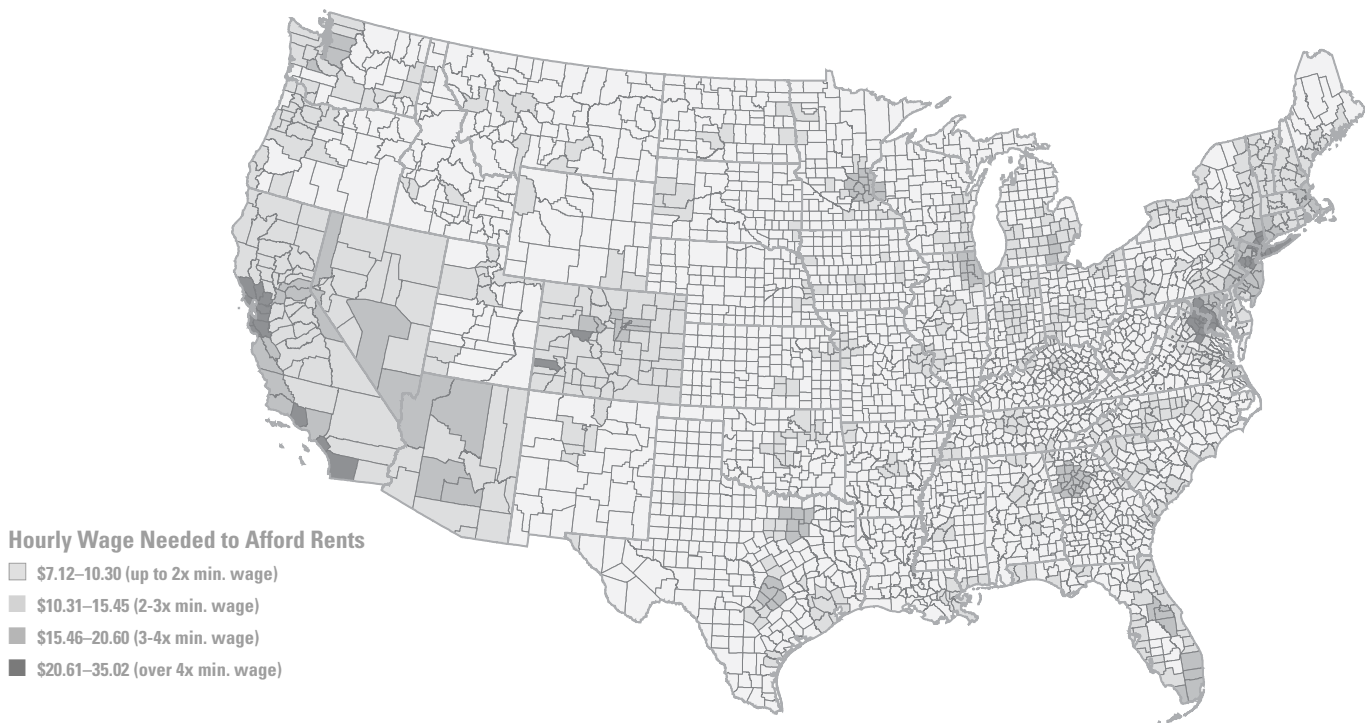 Hourly Wage Needed to Afford Rents
$7.12–10.30 (up to 2x min. wage)
$10.31–15.45 (2-3x min. wage)
$15.46–20.60 (3-4x min. wage)
$20.61–35.02 (over 4x min. wage)